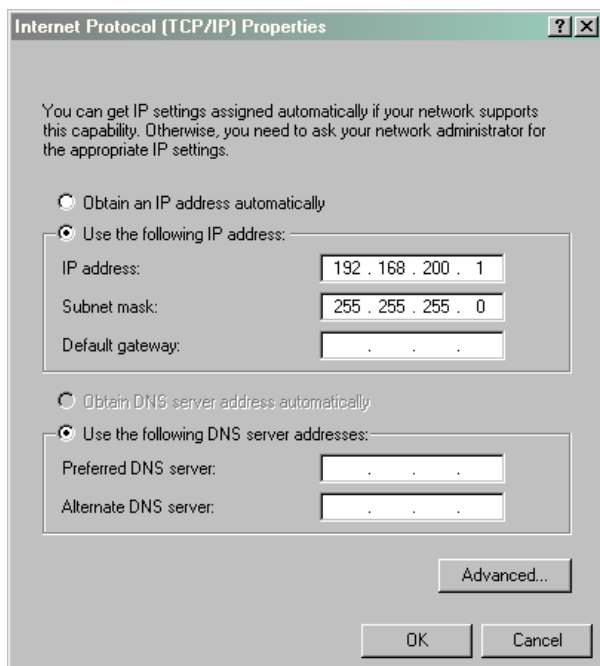 Internet Protocol (TCP/IP) Properties
You can get IP settings assigned automatically if your network supports
this capability. Otherwise, you need to ask your network administrator for
the appropriate IP settings.
Obtain an IP address automatically
Use the following IP address:
IP address: 192 . 168 . 200 . 1
Subnet mask: 255 . 255 . 255 . 0
Default gateway: . . .
Obtain DNS server address automatically
Use the following DNS server addresses:
Preferred DNS server: . . .
Alternate DNS server: . . .
Advanced...
OK Cancel